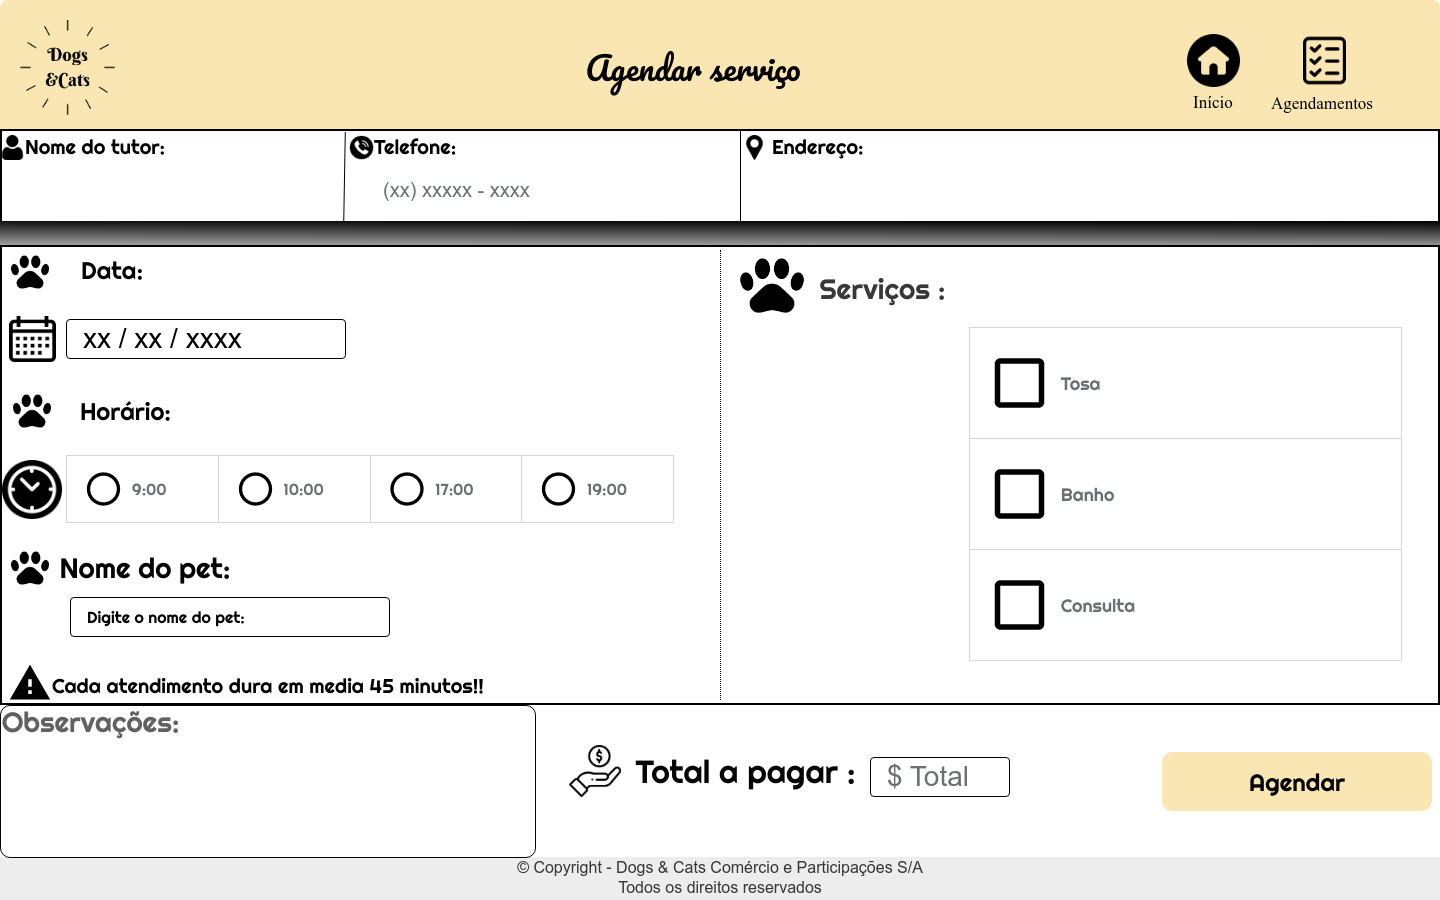 Dogs
&Cats
Agendar serviço
Início
Agendamentos
Nome do tutor:
Telefone:
Endereço:
(xx) xxxxx - xxxx
Data:
Serviços :
xx / xx / xxxx
Tosa
Horário:
9:00
10:00
17:00
19:00
Banho
Nome do pet:
Digite o nome do pet:
Consulta
Cada atendimento dura em media 45 minutos!!
Observações:
Total a pagar :
$ Total
Agendar
© Copyright - Dogs & Cats Comércio e Participações S/A
Todos os direitos reservados